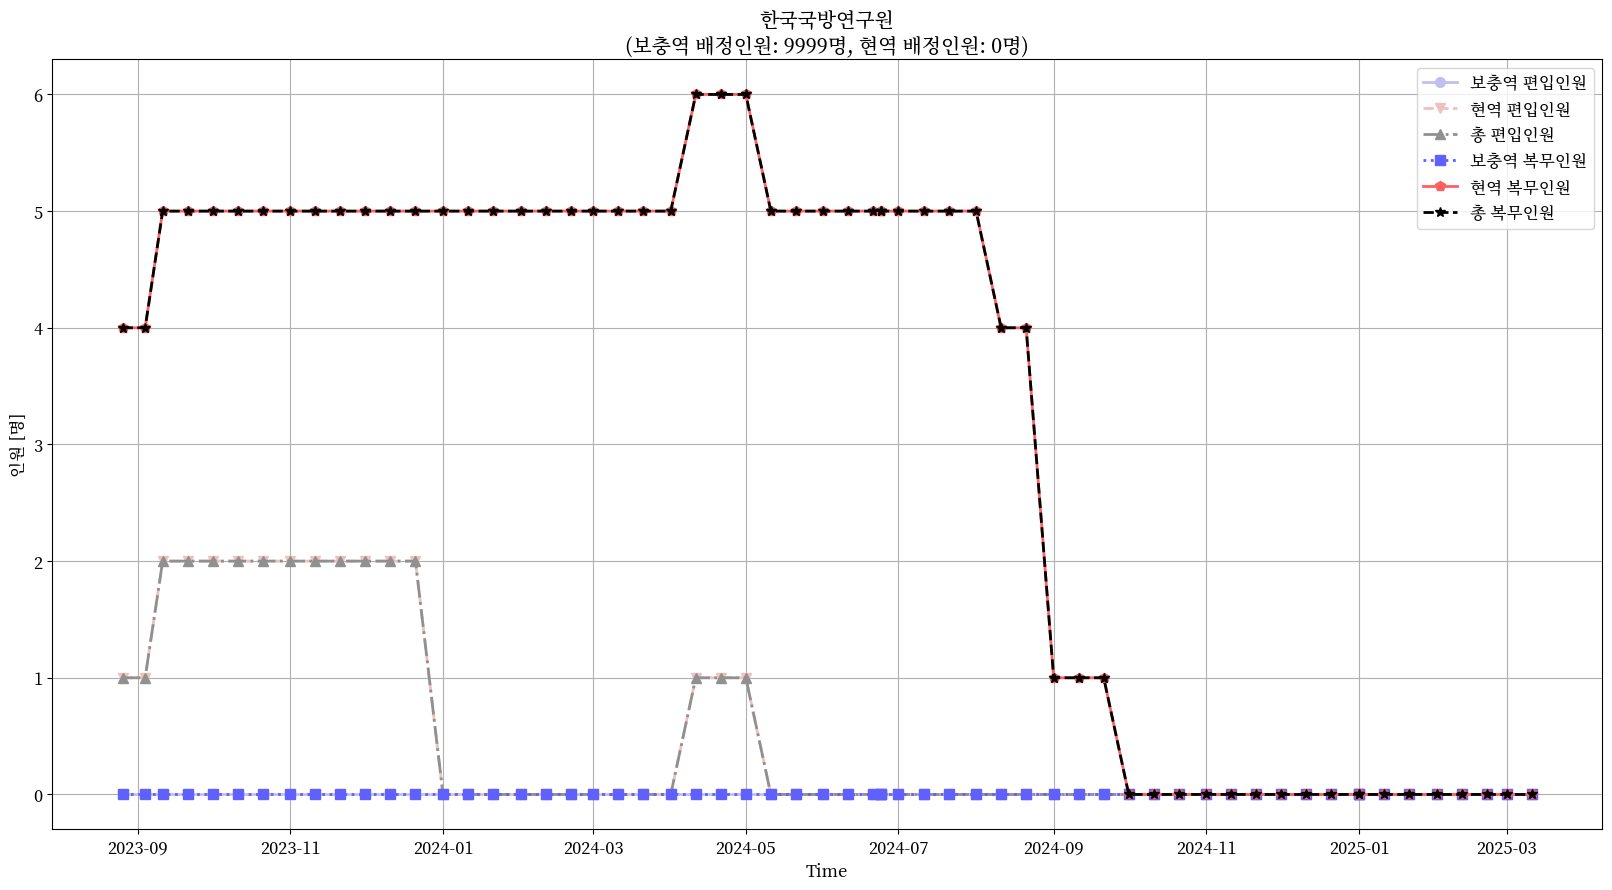 한국국방연구원
(보충역 배정인원: 9999명, 현역 배정인원: 0명)
보충역 편입인원
현역 편입인원
총 편입인원
보충역 복무인원
현역 복무인원
총 복무인원
인원 [명]
6
5
4
3
2
1
0
2023-09
2023-11
2024-01
2024-03
2024-05
2024-07
2024-09
2024-11
2025-01
2025-03
Time